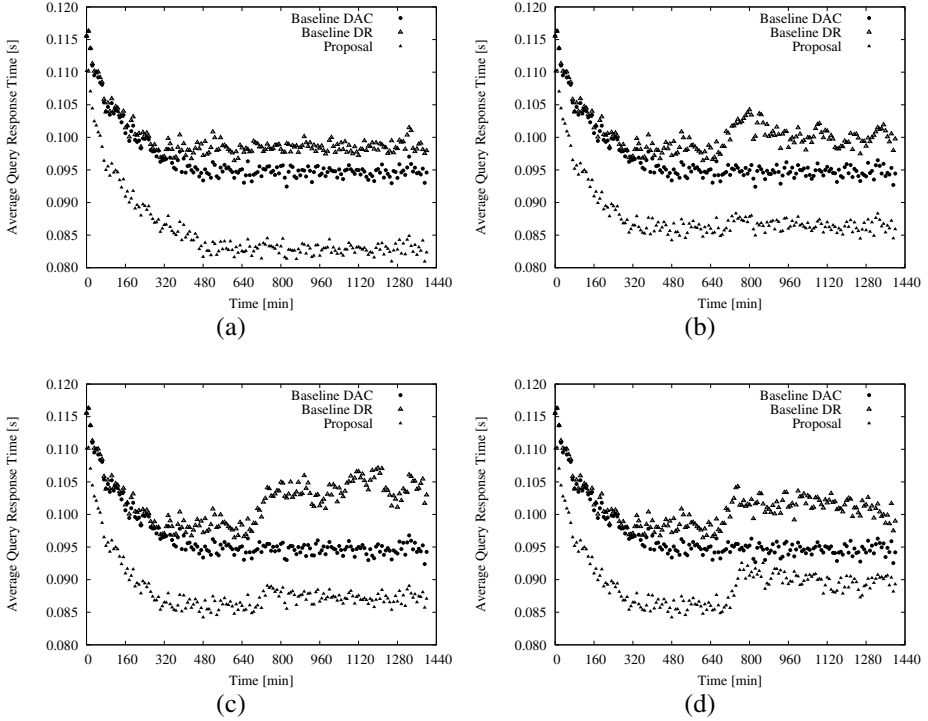 0.120
0.115
0.110
0.105
0.100
0.095
0.090
0.085
0.080
Average Query Response Time [s]
Baseline DAC
Baseline DR
Proposal
0 160 320 480 640 800 960 1120 1280 1440
Time [min]
(a)
0.120
0.115
0.110
0.105
0.100
0.095
0.090
0.085
0.080
Average Query Response Time [s]
Baseline DAC
Baseline DR
Proposal
0 160 320 480 640 800 960 1120 1280 1440
Time [min]
(b)
0.120
0.115
0.110
0.105
0.100
0.095
0.090
0.085
0.080
Average Query Response Time [s]
Baseline DAC
Baseline DR
Proposal
0 160 320 480 640 800 960 1120 1280 1440
Time [min]
(c)
0.120
0.115
0.110
0.105
0.100
0.095
0.090
0.085
0.080
Average Query Response Time [s]
Baseline DAC
Baseline DR
Proposal
0 160 320 480 640 800 960 1120 1280 1440
Time [min]
(d)